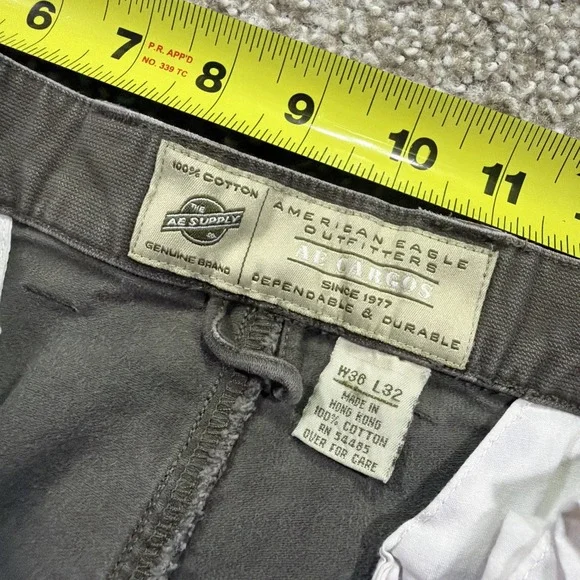 6 7 8 9 10 11
P.R. APP'D
NO. 339 TC
100% COTTON
THE
AE SUPPLY
CO.
GENUINE BRAND
AMERICAN EAGLE
OUTFITTERS
AE CARGOS
SINCE 1977
DEPENDABLE & DURABLE
W36 L32
MADE IN
HONG KONG
100% COTTON
RN 54485
OVER FOR CARE